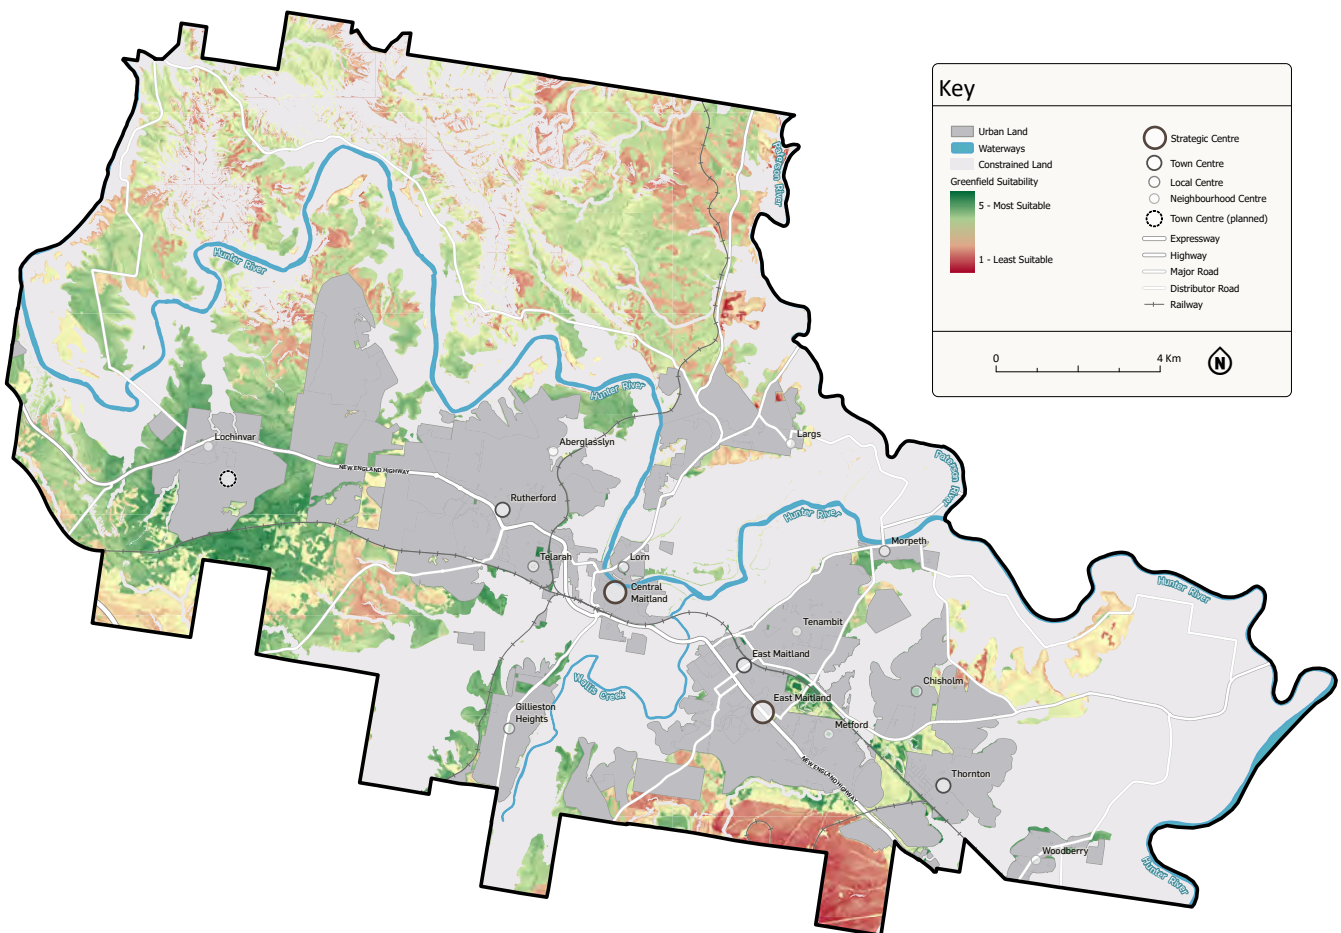 Key
Urban Land
Waterways
Constrained Land
Greenfield Suitability
5 - Most Suitable
1 - Least Suitable
Strategic Centre
Town Centre
Local Centre
Neighbourhood Centre
Town Centre (planned)
Expressway
Highway
Major Road
Distributor Road
Railway
0
4 Km
N
Paterson River
Hunter River
Hunter River
Lochinvar
NEW ENGLAND HIGHWAY
Aberglasslyn
Largs
Rutherford
Paterson River
Hunter River
Morpeth
Telarah
Lorn
Central
Maitland
Hunter River
Tenambit
East Maitland
Wallis Creek
Chisholm
East Maitland
Gillieston
Heights
Metford
NEW ENGLAND HIGHWAY
Thornton
Woodberry
Hunter River